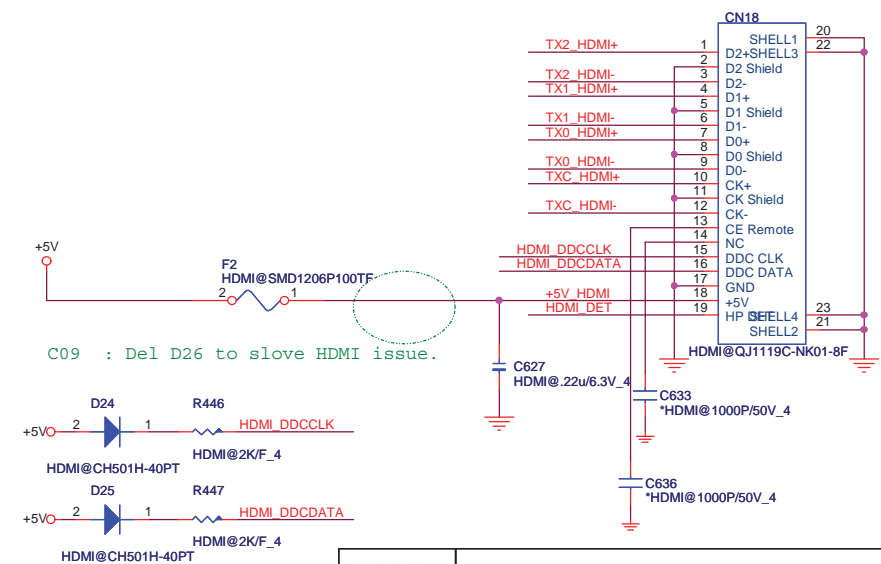 CN18
TX2_HDMI+ 1 D2+ SHELL1 20
SHELL3 22
2 D2 Shield
TX2_HDMI- 3 D2-
TX1_HDMI+ 4 D1+
5 D1 Shield
TX1_HDMI- 6 D1-
TX0_HDMI+ 7 D0+
8 D0 Shield
TX0_HDMI- 9 D0-
TXC_HDMI+ 10 CK+
11 CK Shield
TXC_HDMI- 12 CK-
13 CE Remote
14 NC
HDMI_DDCCLK 15 DDC CLK
HDMI_DDCDATA 16 DDC DATA
17 GND
+5V_HDMI 18 +5V
HDMI_DET 19 HP DET
SHELL4 23
SHELL2 21
HDMI@QJ1119C-NK01-8F
+5V
F2
HDMI@SMD1206P100TF
2 1
C09 : Del D26 to slove HDMI issue.
C627
HDMI@.22u/6.3V_4
C633
*HDMI@1000P/50V_4
C636
*HDMI@1000P/50V_4
D24 R446
+5V 2 1 HDMI_DDCCLK
HDMI@2K/F_4
HDMI@CH501H-40PT
D25 R447
+5V 2 1 HDMI_DDCDATA
HDMI@2K/F_4
HDMI@CH501H-40PT